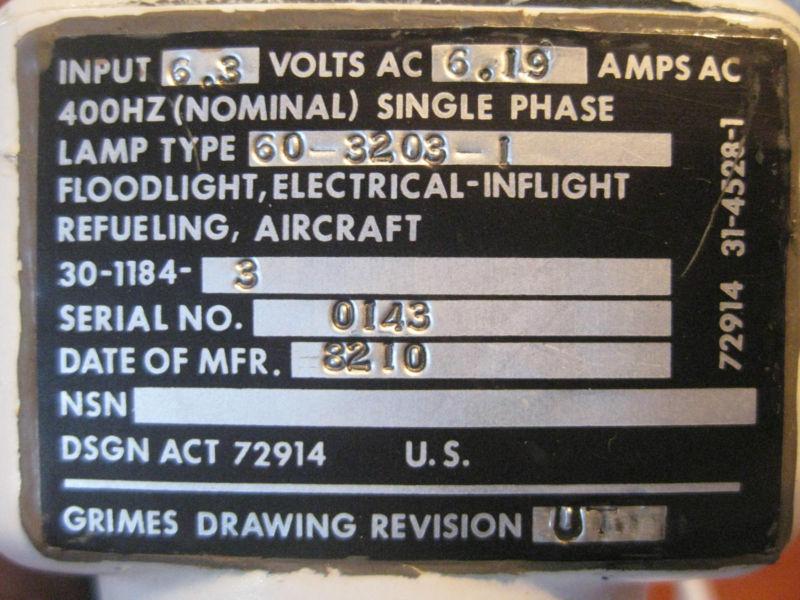 INPUT 6.3 VOLTS AC 6.19 AMPS AC
400HZ (NOMINAL) SINGLE PHASE
LAMP TYPE 60-3203-1
FLOODLIGHT, ELECTRICAL-INFLIGHT
REFUELING, AIRCRAFT
30-1184- 3
SERIAL NO. 0143
DATE OF MFR. 8210
NSN
DSGN ACT 72914 U.S.
GRIMES DRAWING REVISION
72914 31-4528-1